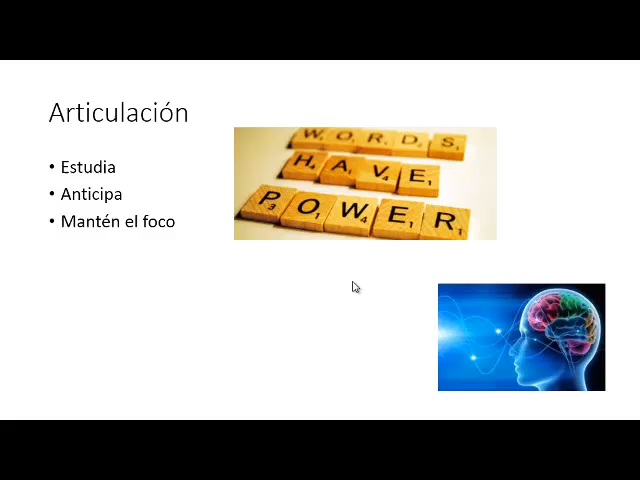 Articulación
• Estudia
• Anticipa
• Mantén el foco
WORDS
HAVE
POWER